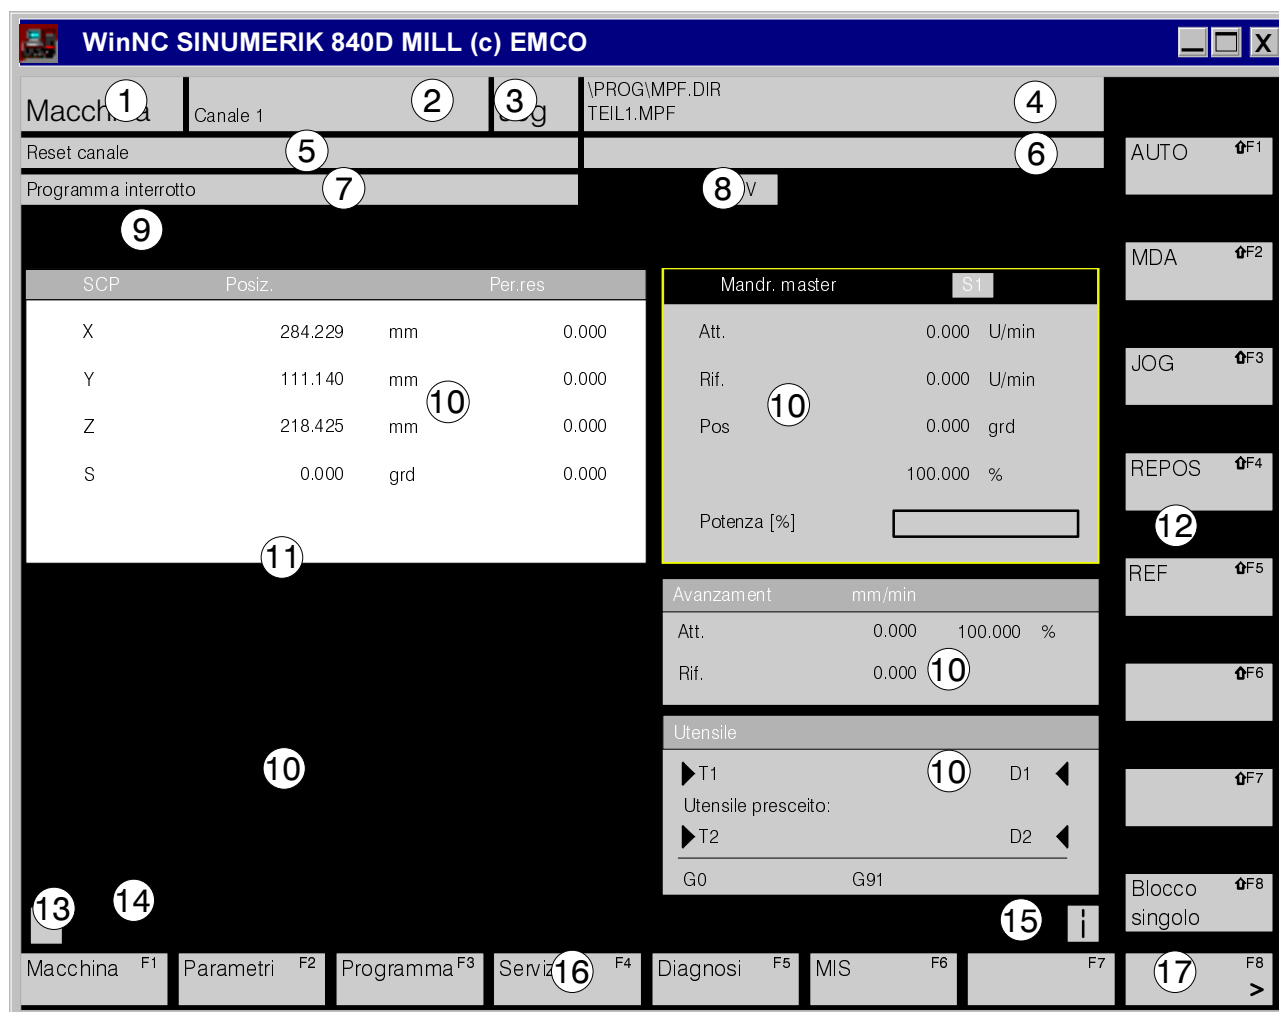 WinNC SINUMERIK 840D MILL (c) EMCO
X
1
2
3
4
Canale 1
\PROG\MPF.DIR
TEIL1.MPF
Reset canale
5
6
AUTO F1
Programma interrotto
7
8
V
9
MDA F2
SCP Posiz. Per.res
X 284.229 mm 0.000
Y 111.140 mm 0.000
10
Z 218.425 mm 0.000
S 0.000 grd 0.000
11
Mandr. master S1
Att. 0.000 U/min
Rif. 0.000 U/min
10
Pos 0.000 grd
100.000 %
Potenza [%]
JOG F3
REPOS F4
12
REF F5
Avanzament mm/min
Att. 0.000 100.000 %
Rif. 0.000
10
F6
Utensile
T1 D1
10
Utensile presceito:
T2 D2
G0 G91
10
F7
13
14
15
Blocco F8
singolo
Macchina F1
Parametri F2
Programma F3
16
F4
Diagnosi F5
MIS F6
F7
17
F8
>